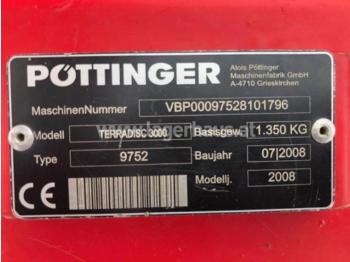 PÖTTINGER
Alois Pöttinger
Maschinenfabrik GmbH
A-4710 Grieskirchen
MaschinenNummer VBP00097528101796
Modell TERRADISC 3000 Basisgew. 1.350 KG
Type 9752 Baujahr 07|2008
CE Modellj. 2008